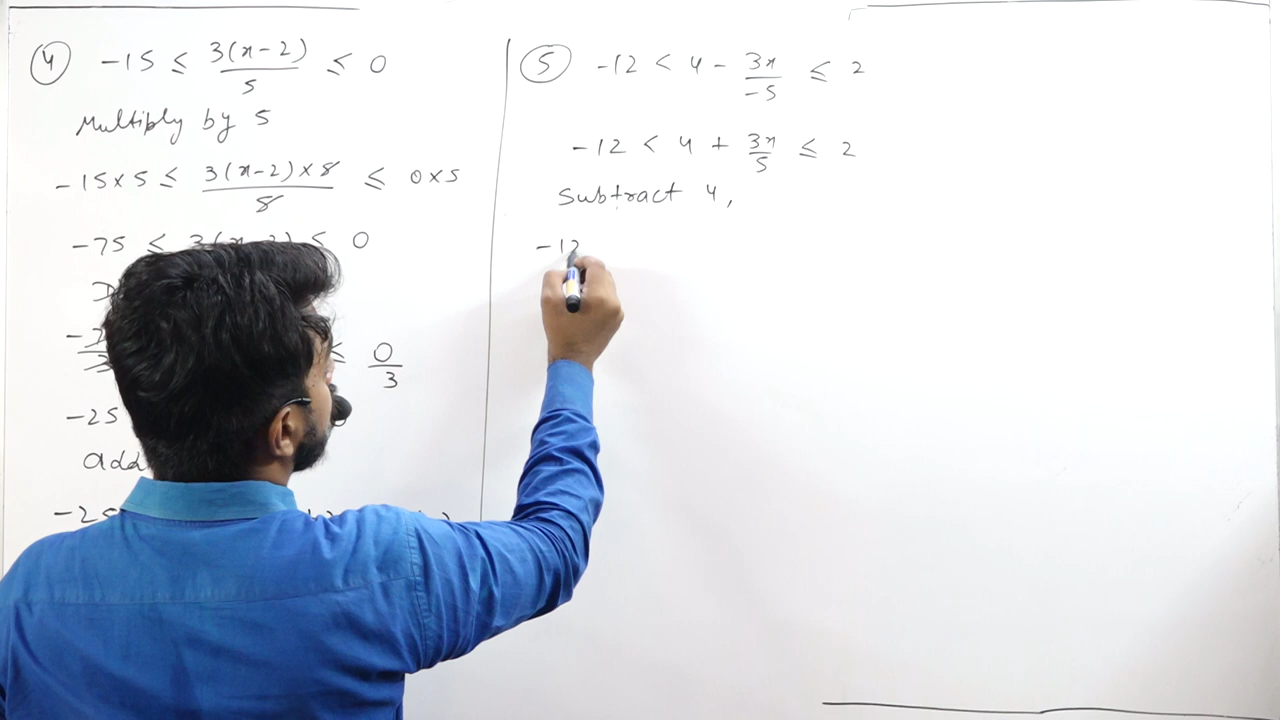 ④ -15 ≤ 3(x-2)/5 ≤ 0
Multiply by 5
-15×5 ≤ 3(x-2)×5/5 ≤ 0×5
-75 ≤ 3(x-2) ≤ 0
≤ 0/3
-25
add
⑤ -12 < 4 - 3x/-5 ≤ 2
-12 < 4 + 3x/5 ≤ 2
Subtract 4,
-12